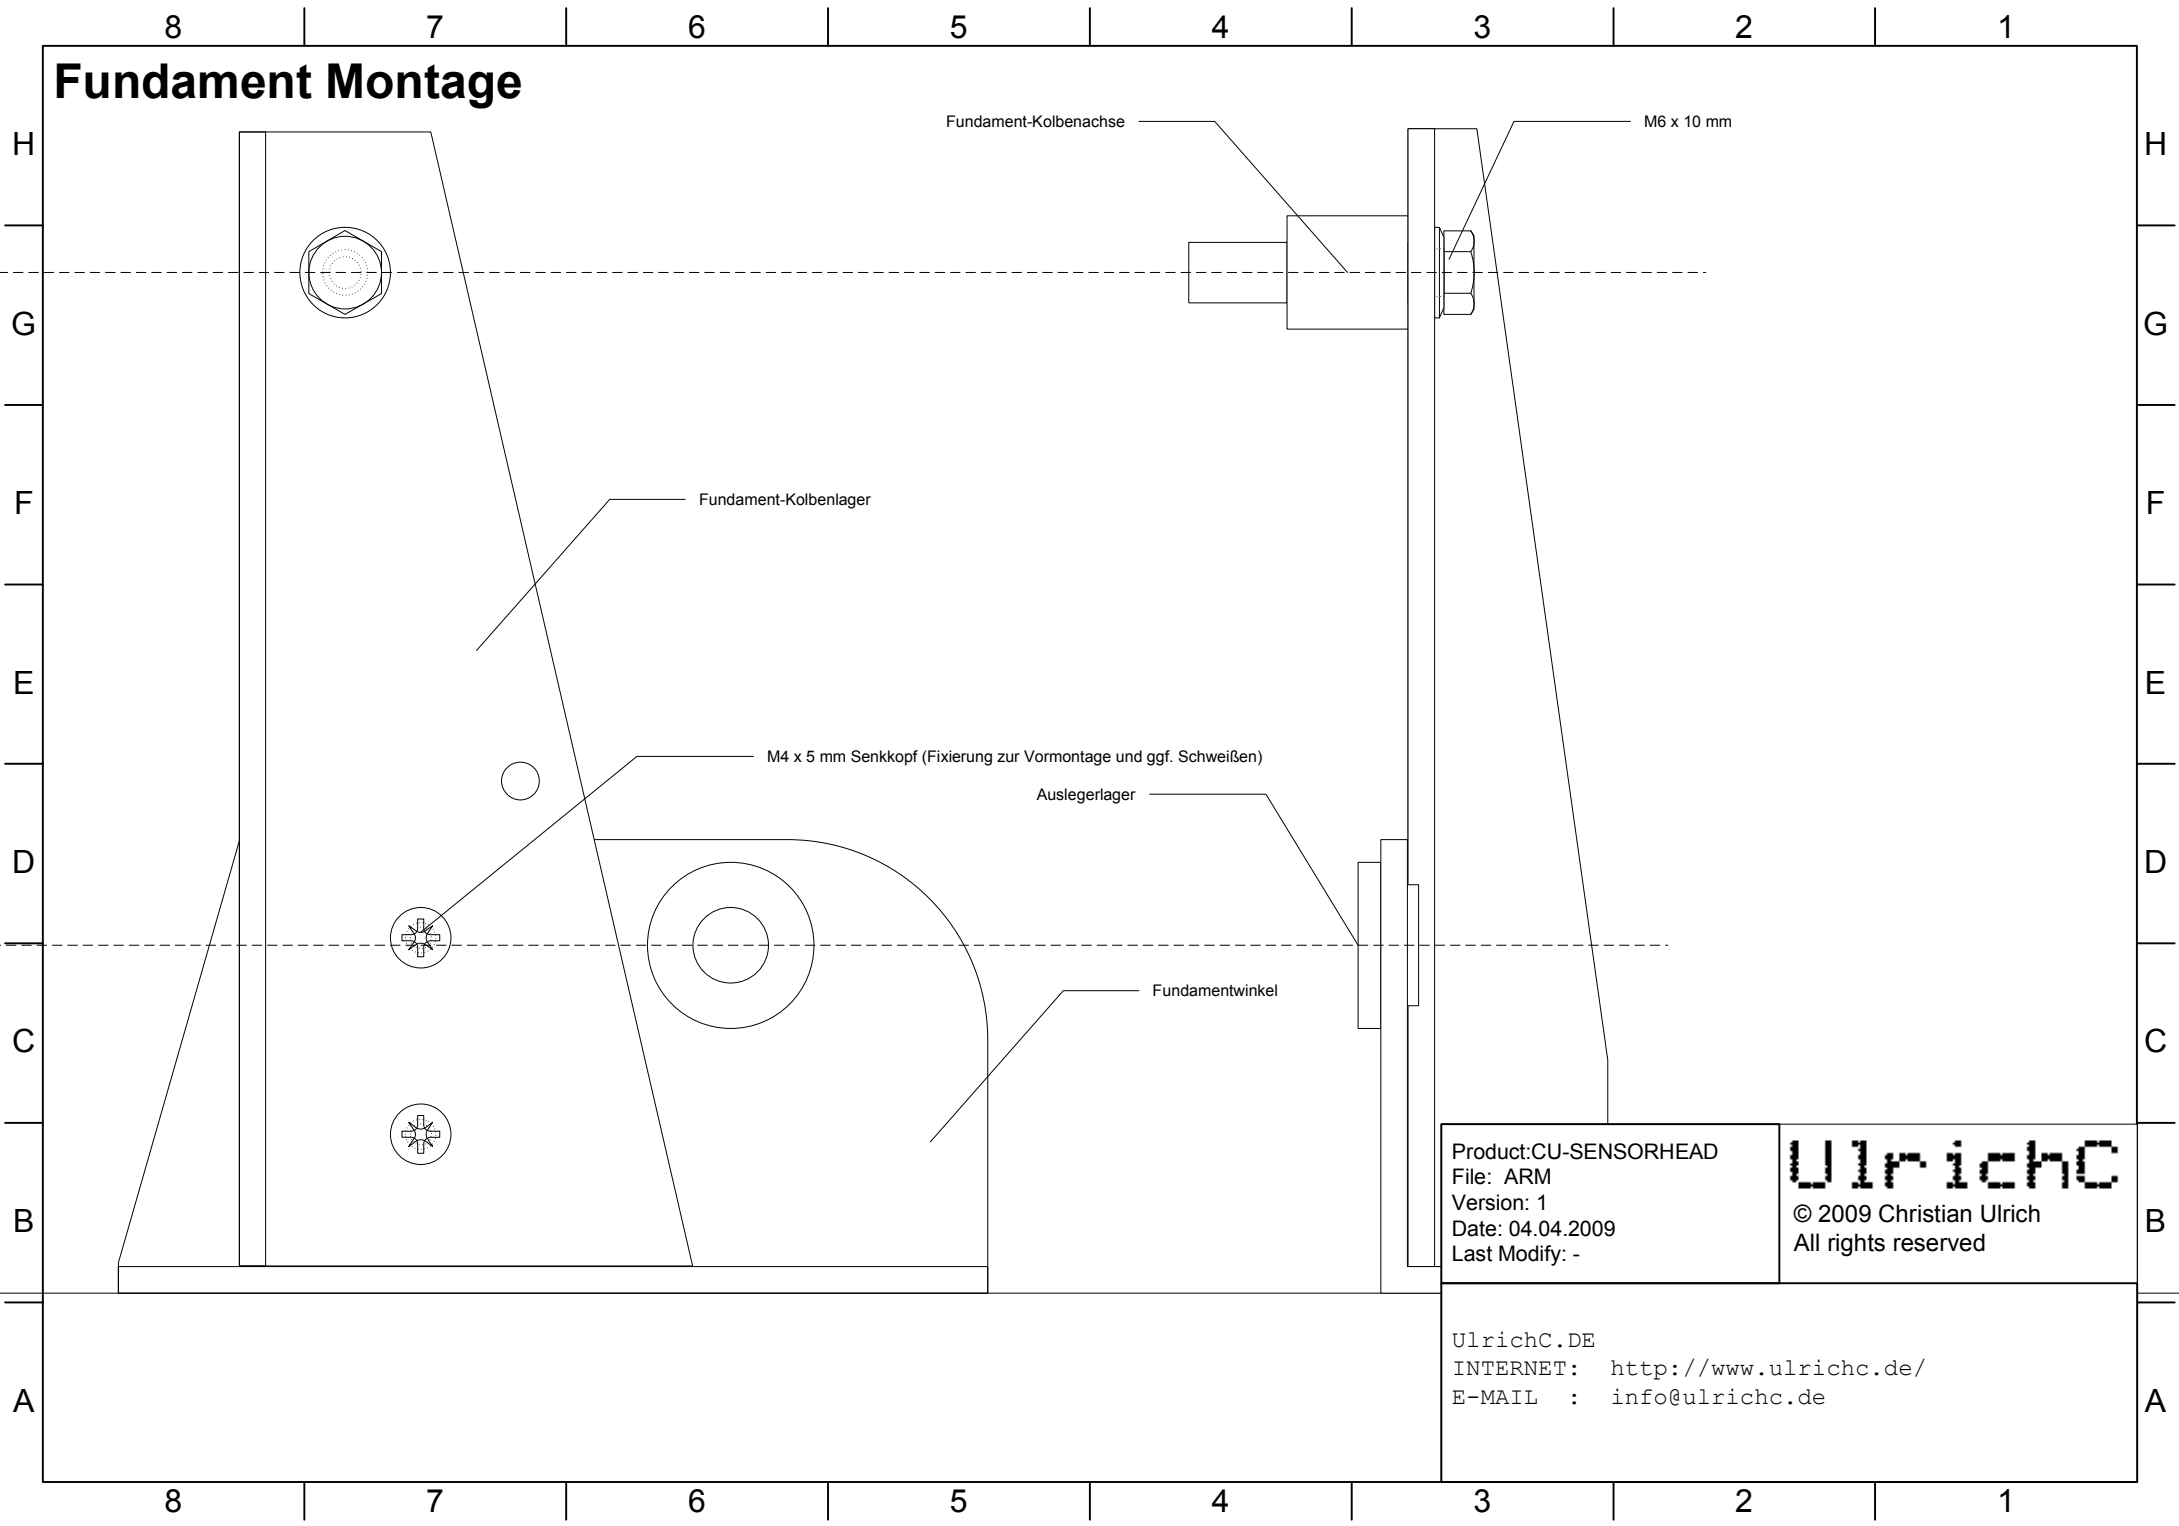 8 7 6 5 4 3 2 1
Fundament Montage
Fundament-Kolbenachse
M6 x 10 mm
H H
G G
Fundament-Kolbenlager
F F
E E
M4 x 5 mm Senkkopf (Fixierung zur Vormontage und ggf. Schweißen)
Auslegerlager
D D
Fundamentwinkel
C C
Product:CU-SENSORHEAD
File: ARM
Version: 1
Date: 04.04.2009
Last Modify: -
UlrichC
© 2009 Christian Ulrich
All rights reserved
B B
UlrichC.DE
INTERNET: http://www.ulrichc.de/
E-MAIL : info@ulrichc.de
A A
8 7 6 5 4 3 2 1